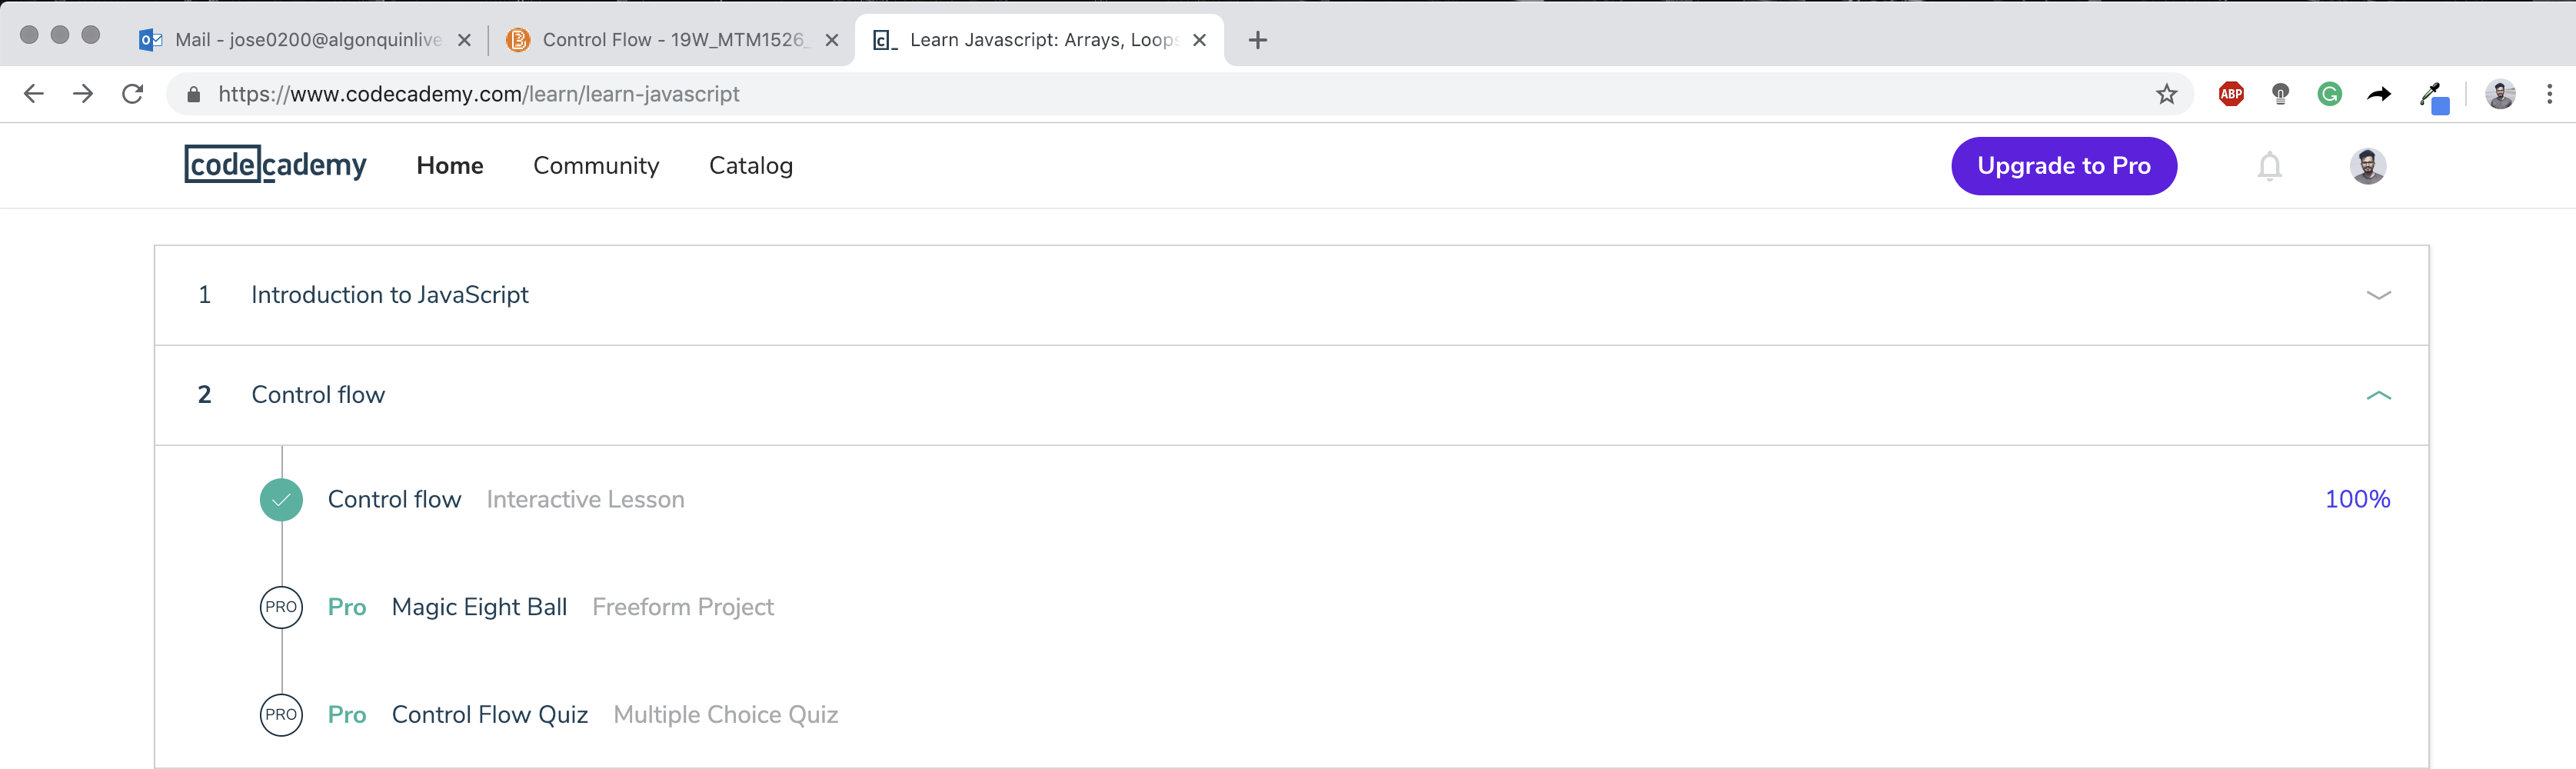 Mail - jose0200@algonquinlive
Control Flow - 19W_MTM1526_
Learn Javascript: Arrays, Loops
https://www.codecademy.com/learn/learn-javascript
ABP
codecademy Home Community Catalog Upgrade to Pro
1 Introduction to JavaScript
2 Control flow
Control flow Interactive Lesson 100%
PRO Pro Magic Eight Ball Freeform Project
PRO Pro Control Flow Quiz Multiple Choice Quiz